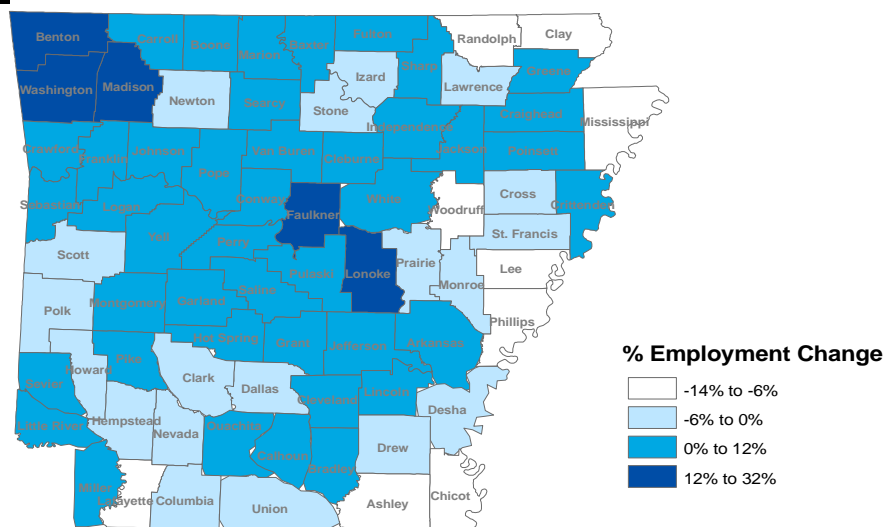 Benton
Carroll
Boone
Marion
Baxter
Fulton
Randolph
Clay
Washington
Madison
Newton
Searcy
Izard
Sharp
Lawrence
Greene
Stone
Independence
Craighead
Mississippi
Crawford
Franklin
Johnson
Van Buren
Cleburne
Jackson
Poinsett
Pope
Sebastian
Logan
Conway
Faulkner
White
Woodruff
Cross
Crittenden
Yell
Perry
St. Francis
Scott
Pulaski
Lonoke
Prairie
Lee
Monroe
Polk
Montgomery
Garland
Saline
Phillips
Hot Spring
Grant
Jefferson
Arkansas
% Employment Change
Sevier
Howard
Pike
Clark
Dallas
Cleveland
Lincoln
Desha
-14% to -6%
-6% to 0%
0% to 12%
12% to 32%
Little River
Hempstead
Nevada
Ouachita
Calhoun
Bradley
Drew
Miller
Lafayette
Columbia
Union
Ashley
Chicot